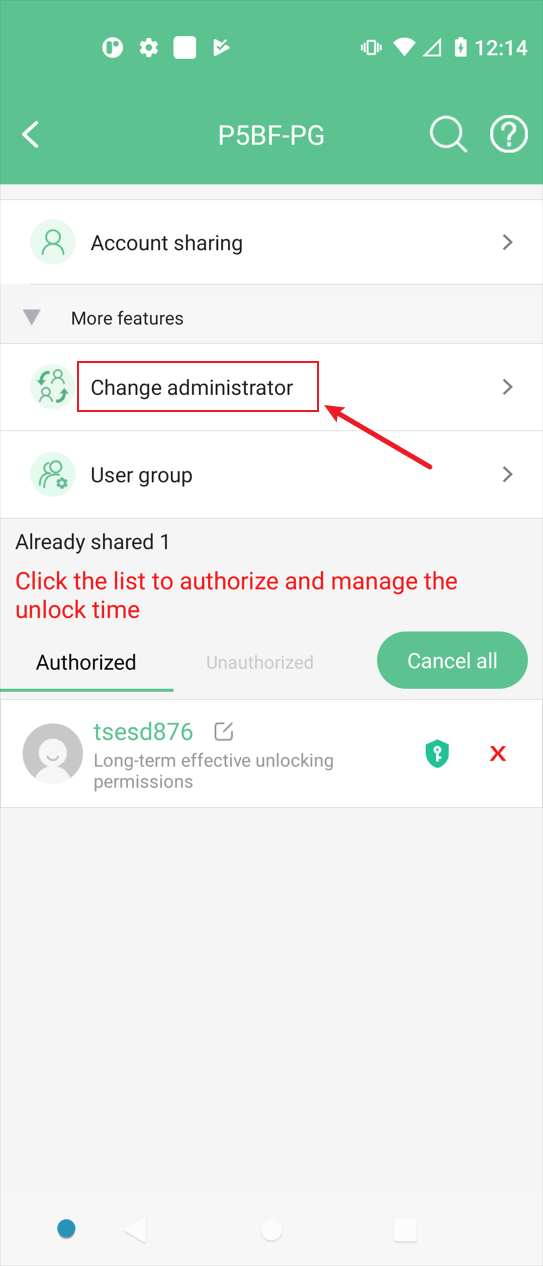 12:14
P5BF-PG
Account sharing
More features
Change administrator
User group
Already shared 1
Click the list to authorize and manage the
unlock time
Authorized
Unauthorized
Cancel all
tsesd876
Long-term effective unlocking
permissions